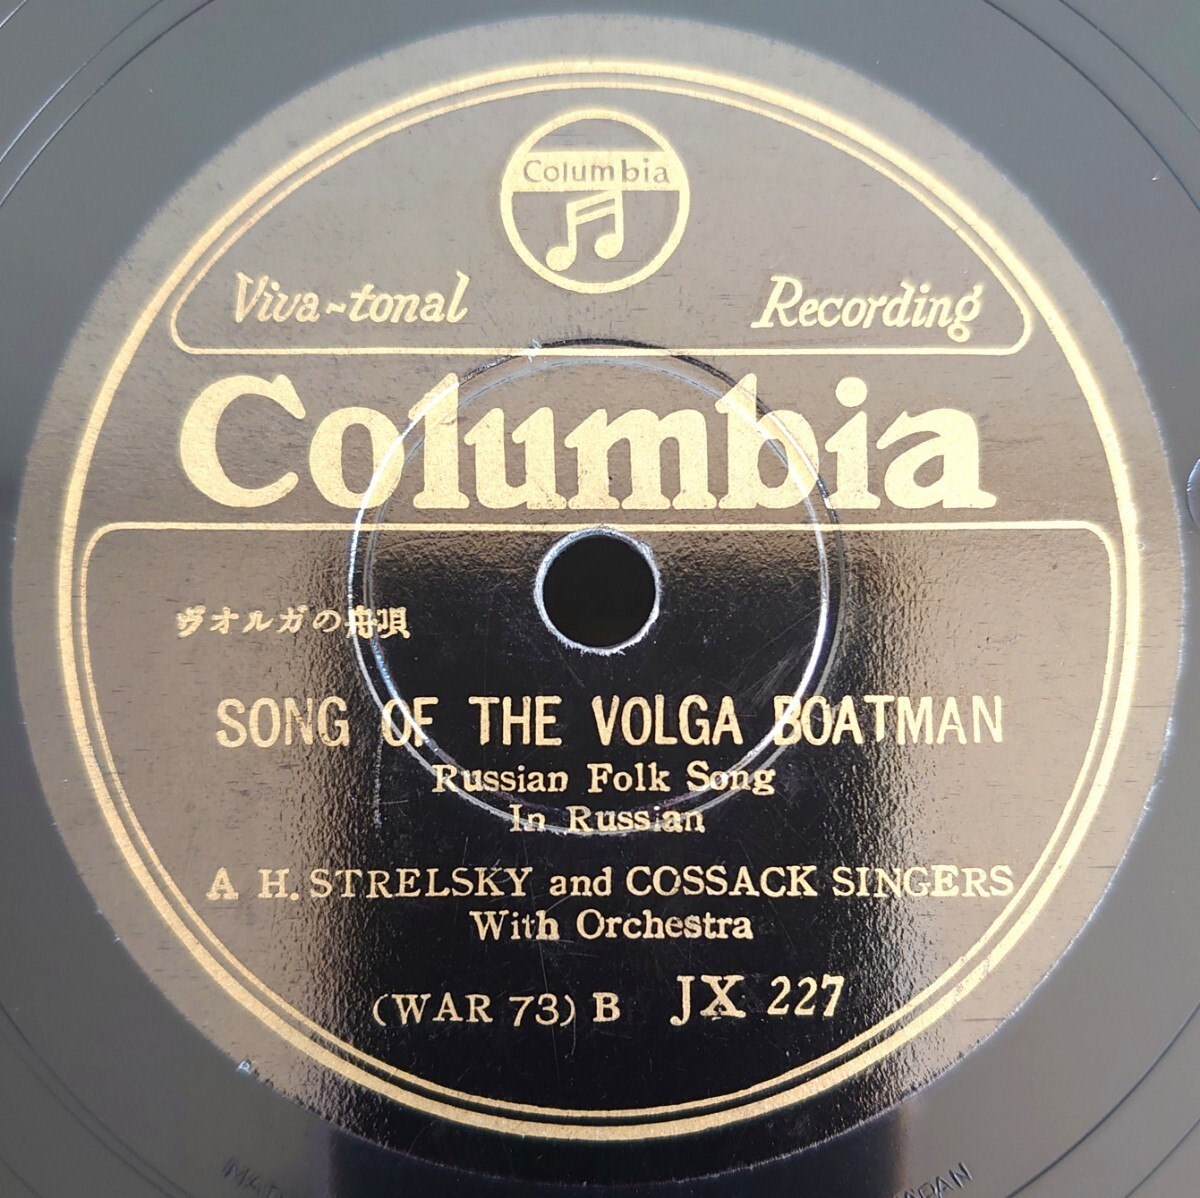 Columbia
Viva-tonal Recording
Columbia
ヴオルガの舟唄
SONG OF THE VOLGA BOATMAN
Russian Folk Song
In Russian
A H. STRELSKY and COSSACK SINGERS
With Orchestra
(WAR 73) B JX 227
JAPAN